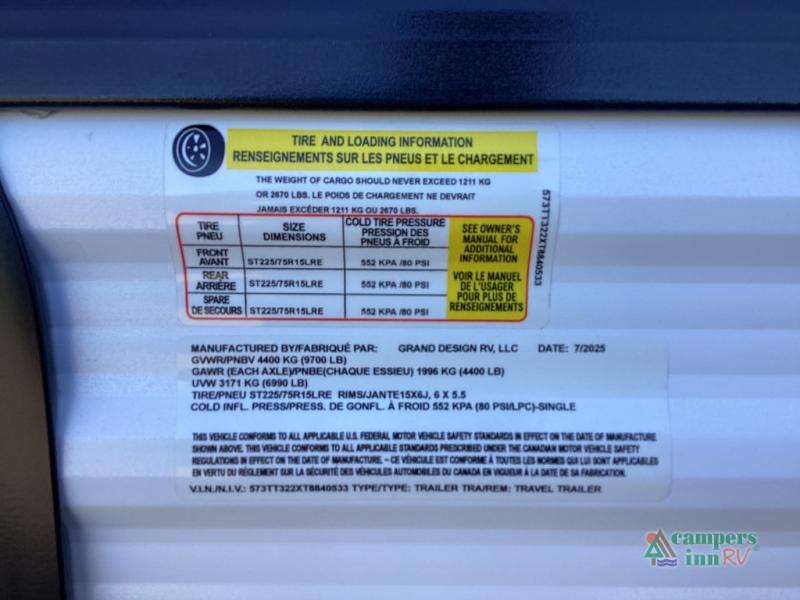 TIRE AND LOADING INFORMATION
RENSEIGNEMENTS SUR LES PNEUS ET LE CHARGEMENT
THE WEIGHT OF CARGO SHOULD NEVER EXCEED 1211 KG
OR 2670 LBS. LE POIDS DE CHARGEMENT NE DEVRAIT
JAMAIS EXCÉDER 1211 KG OU 2670 LBS.
TIRE
PNEU
SIZE
DIMENSIONS
COLD TIRE PRESSURE
PRESSION DES
PNEUS À FROID
FRONT
AVANT
ST225/75R15LRE
552 KPA /80 PSI
REAR
ARRIÈRE
ST225/75R15LRE
552 KPA /80 PSI
SPARE
DE SECOURS
ST225/75R15LRE
552 KPA /80 PSI
SEE OWNER'S
MANUAL FOR
ADDITIONAL
INFORMATION
VOIR LE MANUEL
DE L'USAGER
POUR PLUS DE
RENSEIGNEMENTS
573TT322XT8840533
MANUFACTURED BY/FABRIQUÉ PAR: GRAND DESIGN RV, LLC DATE: 7/2025
GVWR/PNBV 4400 KG (9700 LB)
GAWR (EACH AXLE)/PNBE(CHAQUE ESSIEU) 1996 KG (4400 LB)
UVW 3171 KG (6990 LB)
TIRE/PNEU ST225/75R15LRE RIMS/JANTE15X6J, 6 X 5.5
COLD INFL. PRESS/PRESS. DE GONFL. À FROID 552 KPA (80 PSI/LPC)-SINGLE
THIS VEHICLE CONFORMS TO ALL APPLICABLE U.S. FEDERAL MOTOR VEHICLE SAFETY STANDARDS IN EFFECT ON THE DATE OF MANUFACTURE
SHOWN ABOVE. THIS VEHICLE CONFORMS TO ALL APPLICABLE STANDARDS PRESCRIBED UNDER THE CANADIAN MOTOR VEHICLE SAFETY
REGULATIONS IN EFFECT ON THE DATE OF MANUFACTURE. - CE VÉHICULE EST CONFORME À TOUTES LES NORMES QUI LUI SONT APPLICABLES
EN VERTU DU RÈGLEMENT SUR LA SÉCURITÉ DES VÉHICULES AUTOMOBILES DU CANADA EN VIGUEUR À LA DATE DE SA FABRICATION.
V.I.N./N.I.V.: 573TT322XT8840533 TYPE/TYPE: TRAILER TRA/REM: TRAVEL TRAILER
campers
inn RV